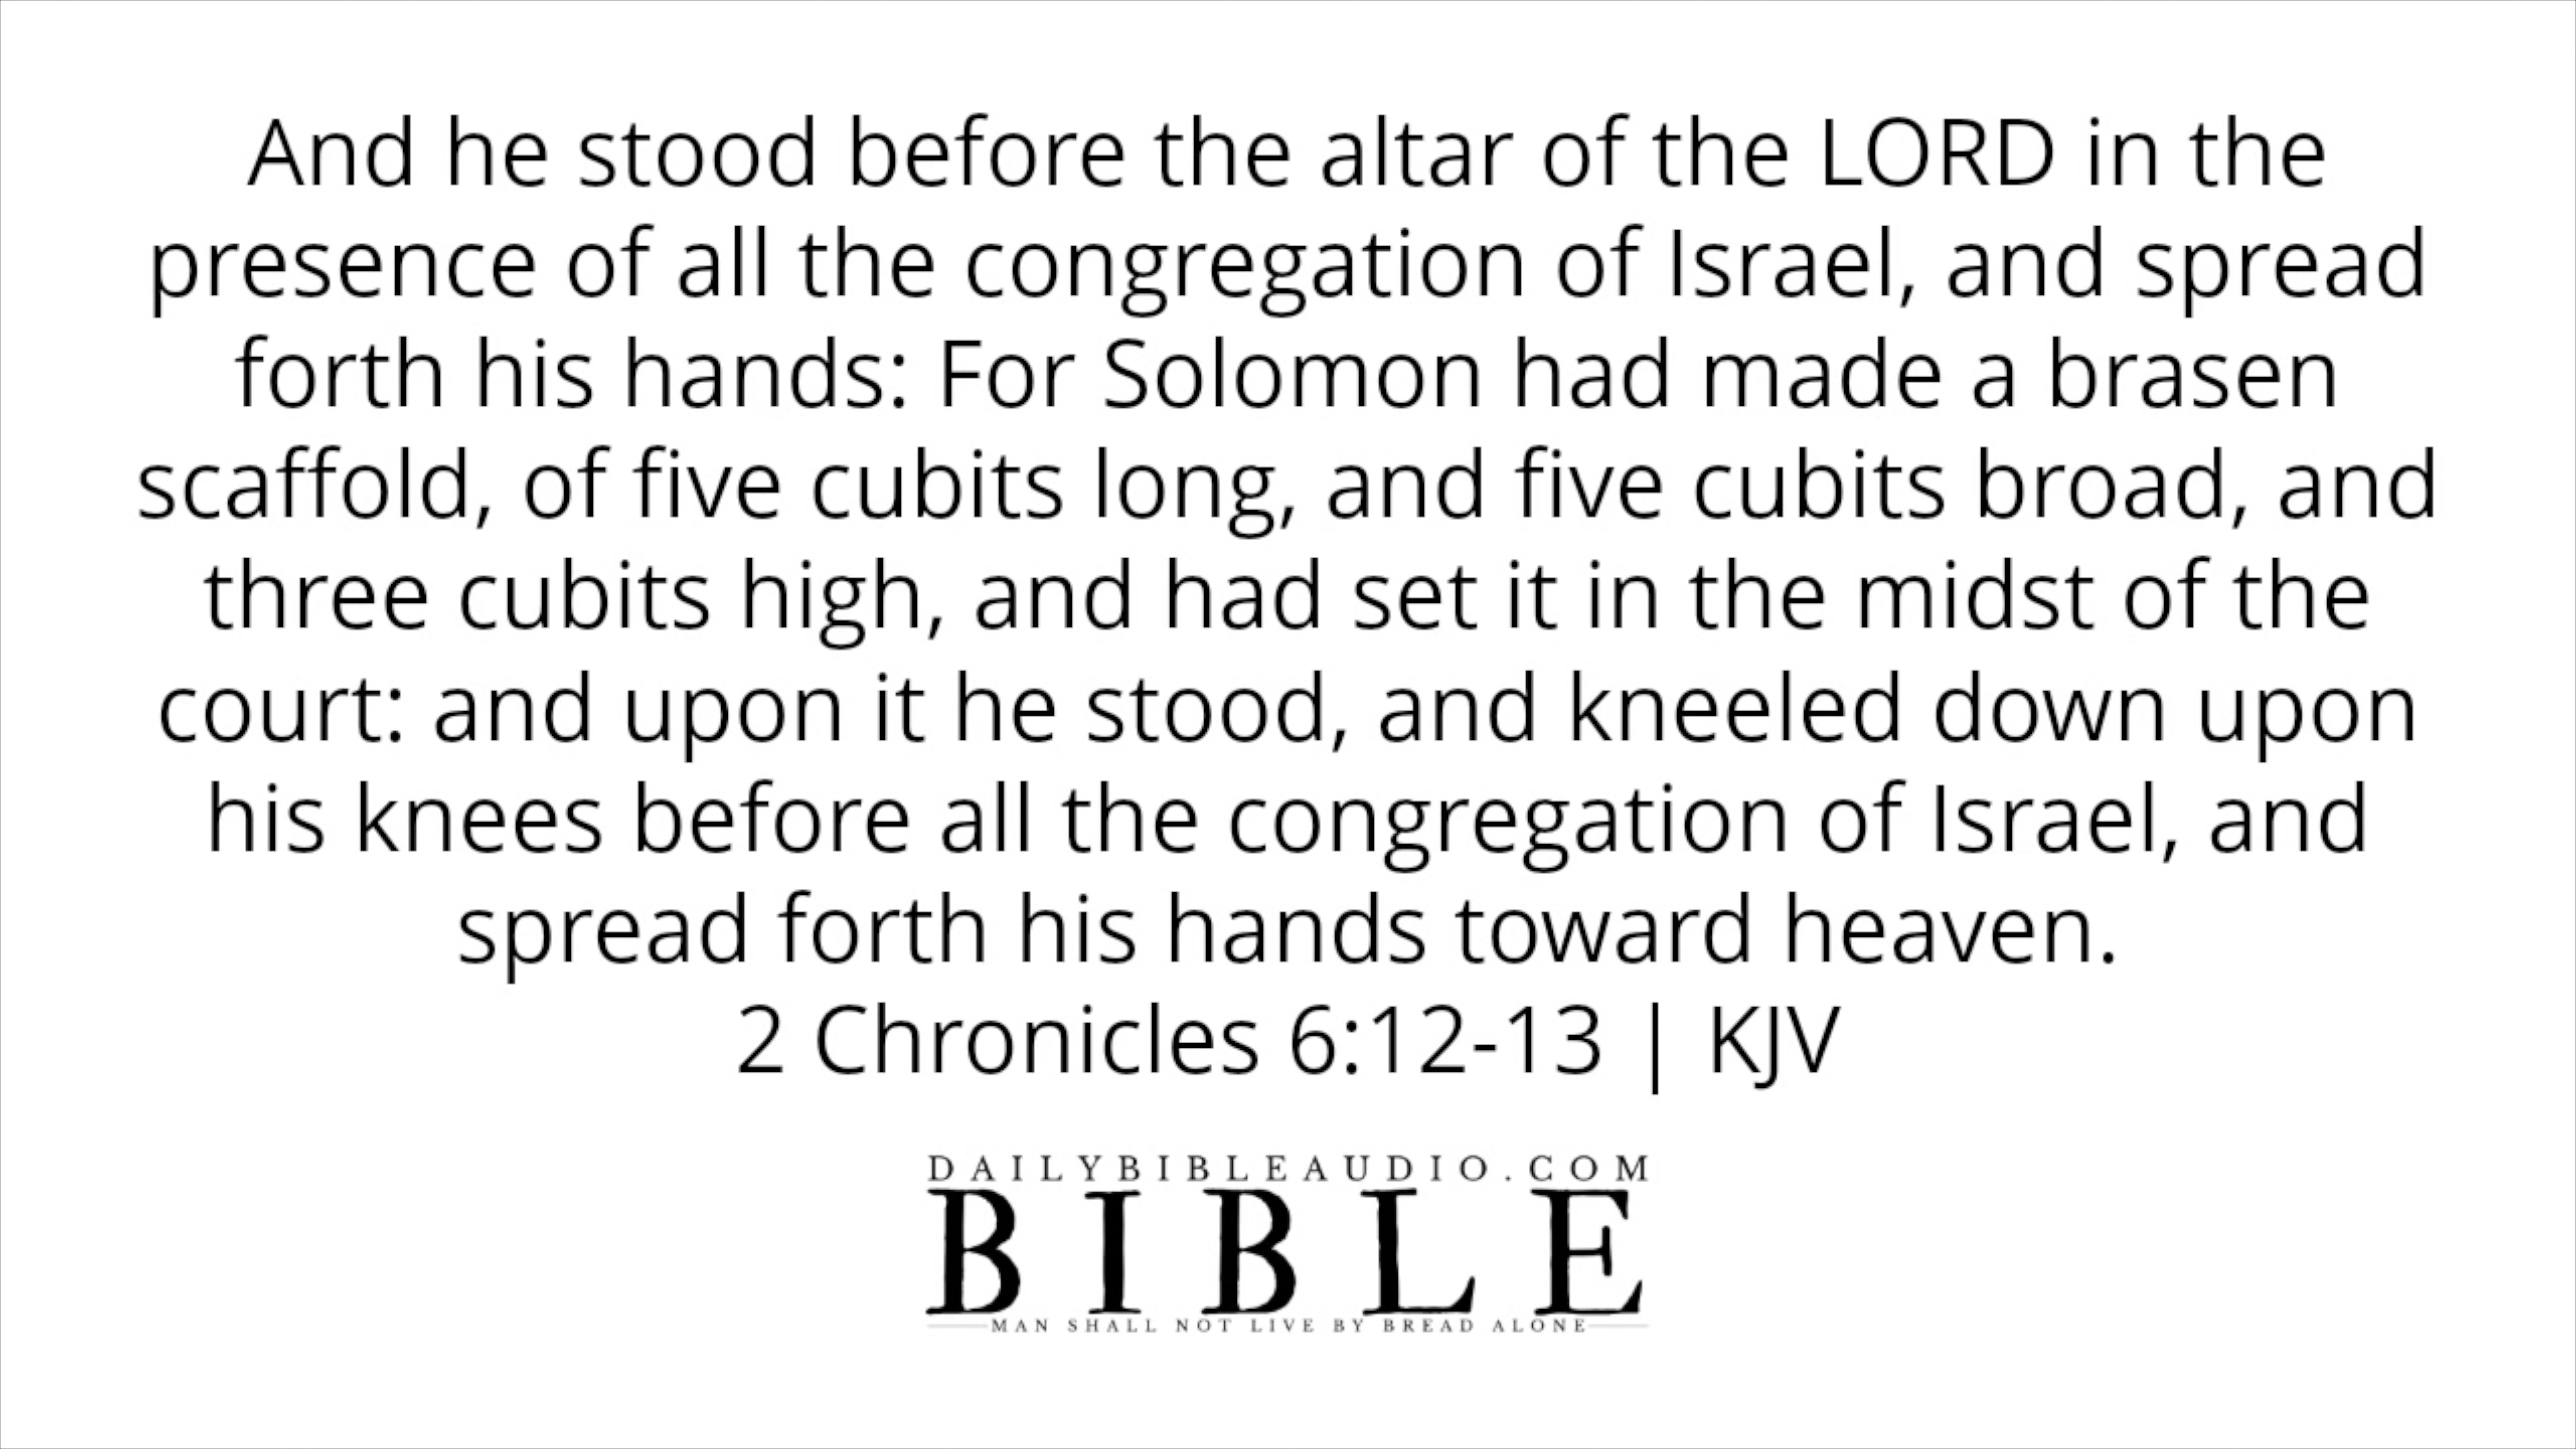 And he stood before the altar of the LORD in the
presence of all the congregation of Israel, and spread
forth his hands: For Solomon had made a brasen
scaffold, of five cubits long, and five cubits broad, and
three cubits high, and had set it in the midst of the
court: and upon it he stood, and kneeled down upon
his knees before all the congregation of Israel, and
spread forth his hands toward heaven.
2 Chronicles 6:12-13 | KJV
DAILYBIBLEAUDIO.COM
BIBLE
MAN SHALL NOT LIVE BY BREAD ALONE